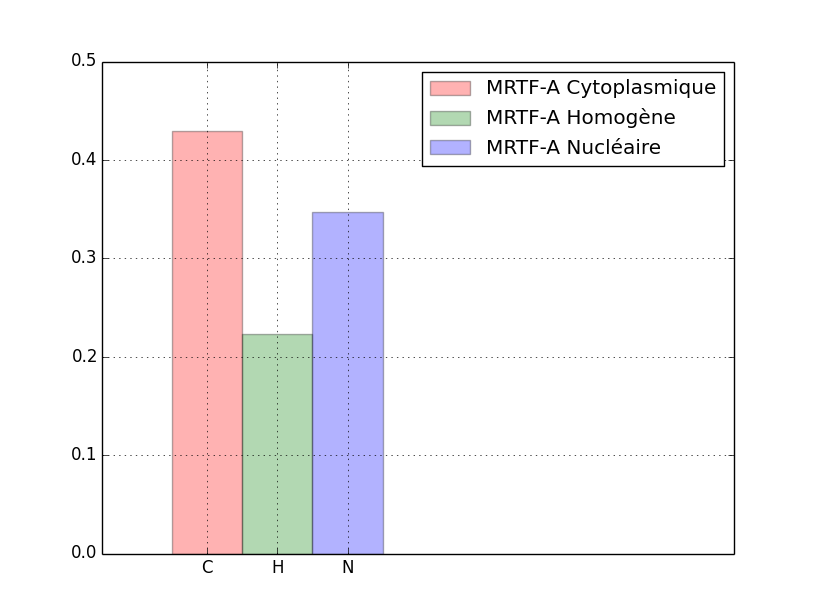 0.5
0.4
0.3
0.2
0.1
0.0
C H N
MRTF-A Cytoplasmique
MRTF-A Homogène
MRTF-A Nucléaire